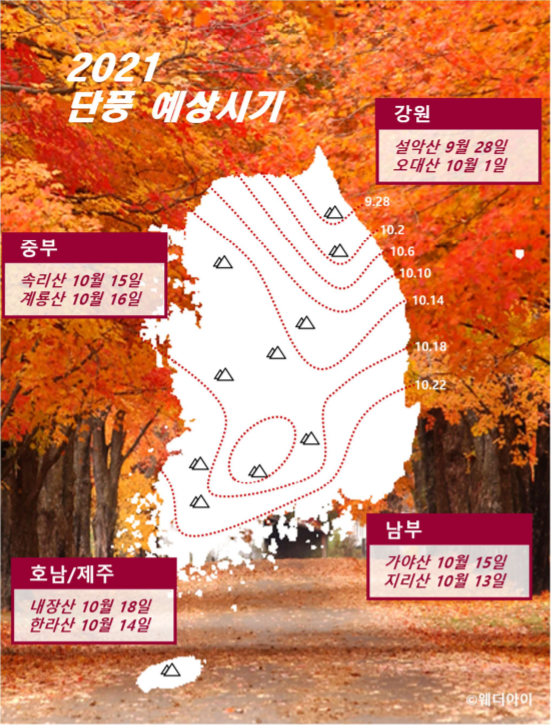 2021
단풍 예상시기
강원
설악산 9월 28일
오대산 10월 1일
9.28
10.2
10.6
10.10
10.14
10.18
10.22
중부
속리산 10월 15일
계룡산 10월 16일
남부
가야산 10월 15일
지리산 10월 13일
호남/제주
내장산 10월 18일
한라산 10월 14일
©웨더아이